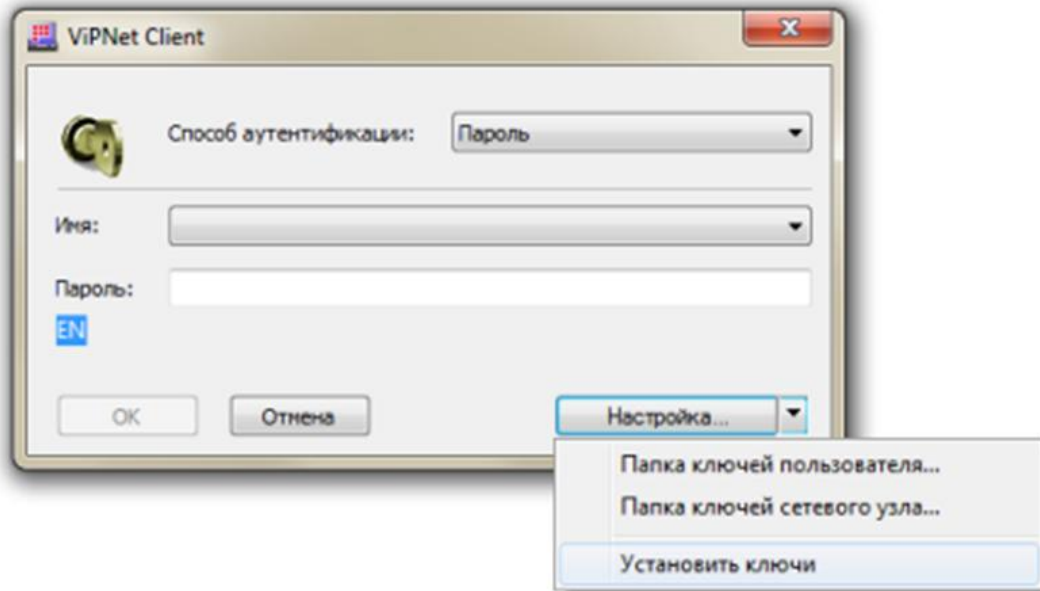 ViPNet Client
Способ аутентификации: Пароль
Имя:
Пароль:
EN
OK Отмена Настройка...
Папка ключей пользователя...
Папка ключей сетевого узла...
Установить ключи